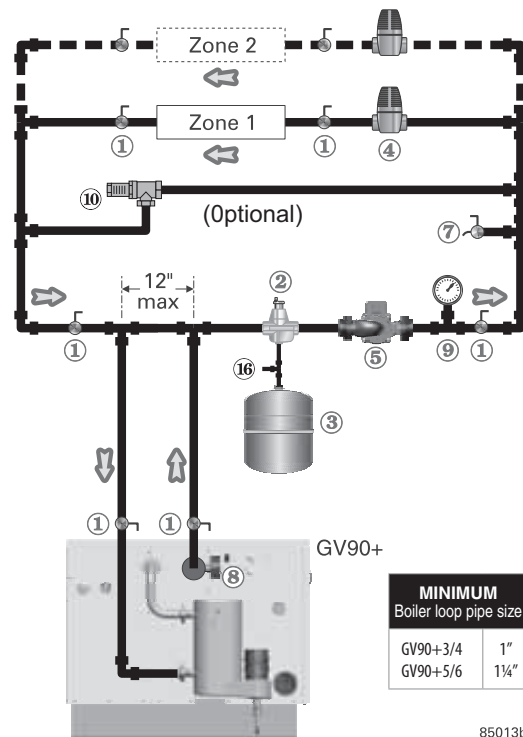 Zone 2
Zone 1
①
①
④
⑩
(0ptional)
⑦
12"
max
②
①
⑤
⑨
①
⑯
③
①
①
GV90+
⑧
MINIMUM
Boiler loop pipe size
GV90+3/4 1”
GV90+5/6 1¼”
85013b